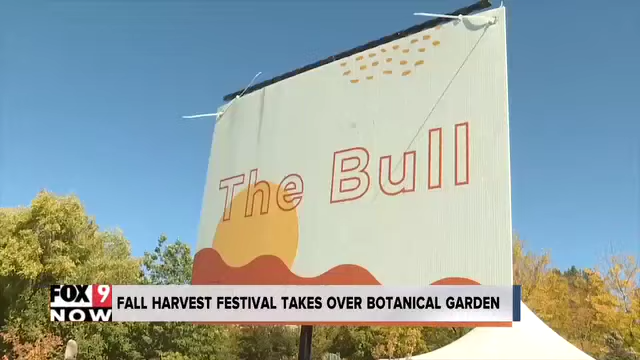 The Bull
FOX 9 NOW
FALL HARVEST FESTIVAL TAKES OVER BOTANICAL GARDEN